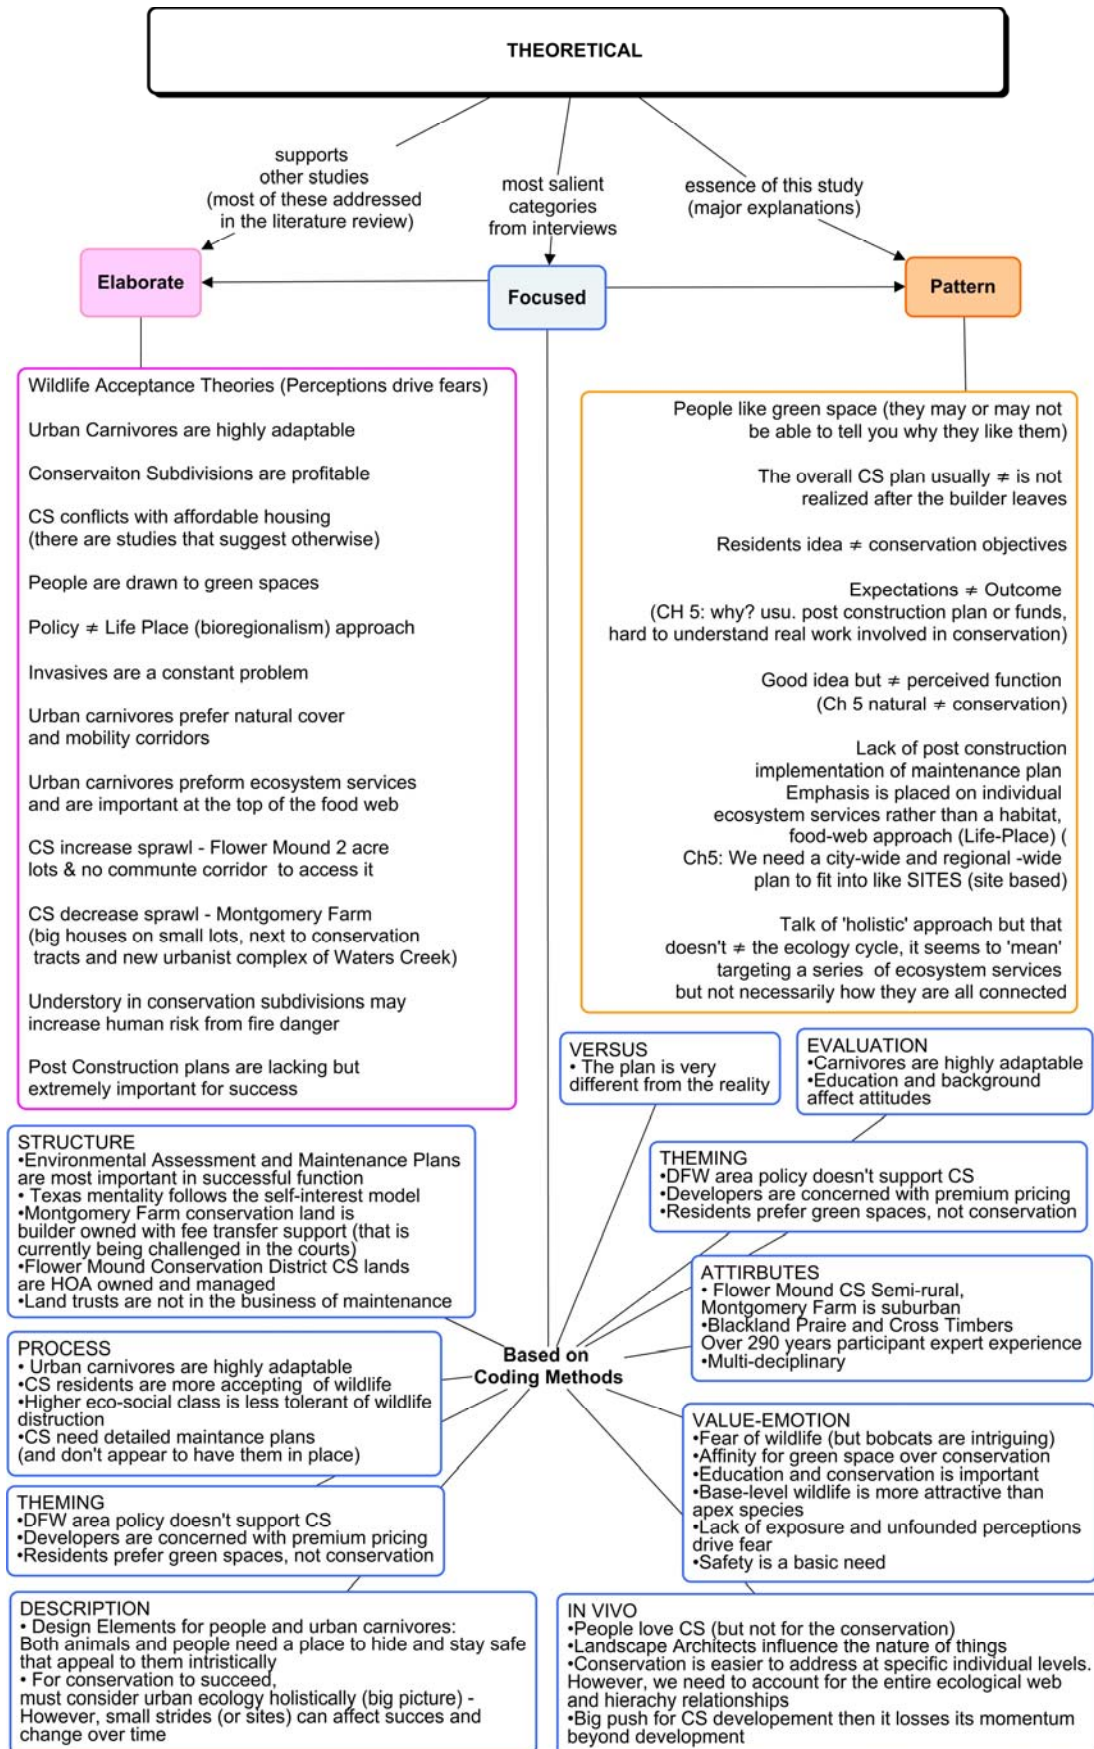 THEORETICAL
supports
other studies
(most of these addressed
in the literature review)
most salient
categories
from interviews
essence of this study
(major explanations)
Elaborate
Focused
Pattern
Wildlife Acceptance Theories (Perceptions drive fears)
Urban Carnivores are highly adaptable
Conservaiton Subdivisions are profitable
CS conflicts with affordable housing
(there are studies that suggest otherwise)
People are drawn to green spaces
Policy ≠ Life Place (bioregionalism) approach
Invasives are a constant problem
Urban carnivores prefer natural cover
and mobility corridors
Urban carnivores preform ecosystem services
and are important at the top of the food web
CS increase sprawl - Flower Mound 2 acre
lots & no communte corridor to access it
CS decrease sprawl - Montgomery Farm
(big houses on small lots, next to conservation
tracts and new urbanist complex of Waters Creek)
Understory in conservation subdivisions may
increase human risk from fire danger
Post Construction plans are lacking but
extremely important for success
People like green space (they may or may not
be able to tell you why they like them)
The overall CS plan usually ≠ is not
realized after the builder leaves
Residents idea ≠ conservation objectives
Expectations ≠ Outcome
(CH 5: why? usu. post construction plan or funds,
hard to understand real work involved in conservation)
Good idea but ≠ perceived function
(Ch 5 natural ≠ conservation)
Lack of post construction
implementation of maintenance plan
Emphasis is placed on individual
ecosystem services rather than a habitat,
food-web approach (Life-Place) (
Ch5: We need a city-wide and regional -wide
plan to fit into like SITES (site based)
Talk of 'holistic' approach but that
doesn't ≠ the ecology cycle, it seems to 'mean'
targeting a series of ecosystem services
but not necessarily how they are all connected
VERSUS
• The plan is very
different from the reality
EVALUATION
•Carnivores are highly adaptable
•Education and background
affect attitudes
STRUCTURE
•Environmental Assessment and Maintenance Plans
are most important in successful function
• Texas mentality follows the self-interest model
•Montgomery Farm conservation land is
builder owned with fee transfer support (that is
currently being challenged in the courts)
•Flower Mound Conservation District CS lands
are HOA owned and managed
•Land trusts are not in the business of maintenance
THEMING
•DFW area policy doesn't support CS
•Developers are concerned with premium pricing
•Residents prefer green spaces, not conservation
ATTIRBUTES
• Flower Mound CS Semi-rural,
Montgomery Farm is suburban
•Blackland Praire and Cross Timbers
Over 290 years participant expert experience
•Multi-deciplinary
Based on
Coding Methods
PROCESS
• Urban carnivores are highly adaptable
•CS residents are more accepting of wildlife
•Higher eco-social class is less tolerant of wildlife
distruction
•CS need detailed maintance plans
(and don't appear to have them in place)
VALUE-EMOTION
•Fear of wildlife (but bobcats are intriguing)
•Affinity for green space over conservation
•Education and conservation is important
•Base-level wildlife is more attractive than
apex species
•Lack of exposure and unfounded perceptions
drive fear
•Safety is a basic need
THEMING
•DFW area policy doesn't support CS
•Developers are concerned with premium pricing
•Residents prefer green spaces, not conservation
DESCRIPTION
• Design Elements for people and urban carnivores:
Both animals and people need a place to hide and stay safe
that appeal to them intristically
• For conservation to succeed,
must consider urban ecology holistically (big picture) -
However, small strides (or sites) can affect succes and
change over time
IN VIVO
•People love CS (but not for the conservation)
•Landscape Architects influence the nature of things
•Conservation is easier to address at specific individual levels.
However, we need to account for the entire ecological web
and hierachy relationships
•Big push for CS developement then it losses its momentum
beyond development